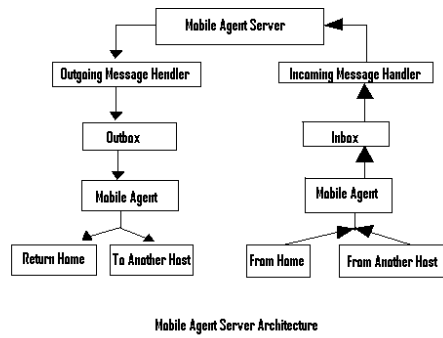 Mobile Agent Server
Outgoing Message Hendler
Incoming Message Handler
Outbox
Inbox
Mobile Agent
Mobile Agent
Return Home
To Another Host
From Home
From Another Host
Mobile Agent Server Architecture